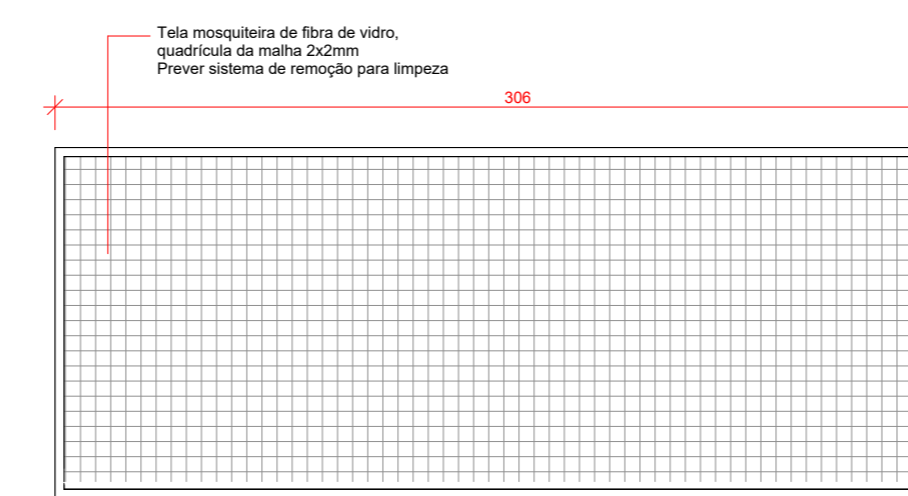 Tela mosquiteira de fibra de vidro,
quadrícula da malha 2x2mm
Prever sistema de remoção para limpeza
306